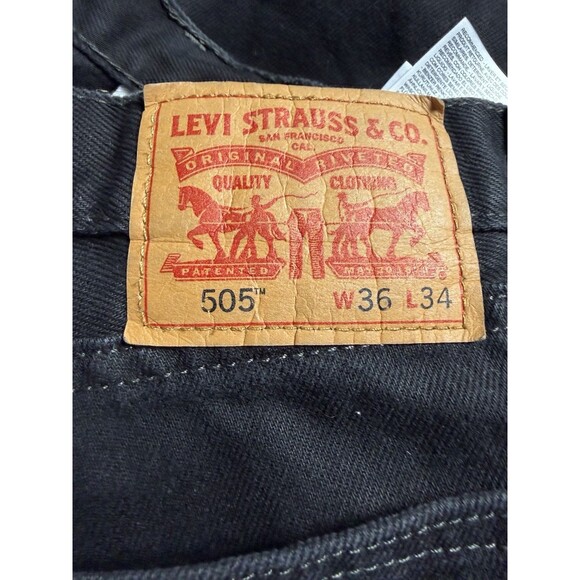 LEVI STRAUSS & CO.
SAN FRANCISCO
CAL.
ORIGINAL RIVETED
QUALITY CLOTHING
PATENTED
505™ W36 L34